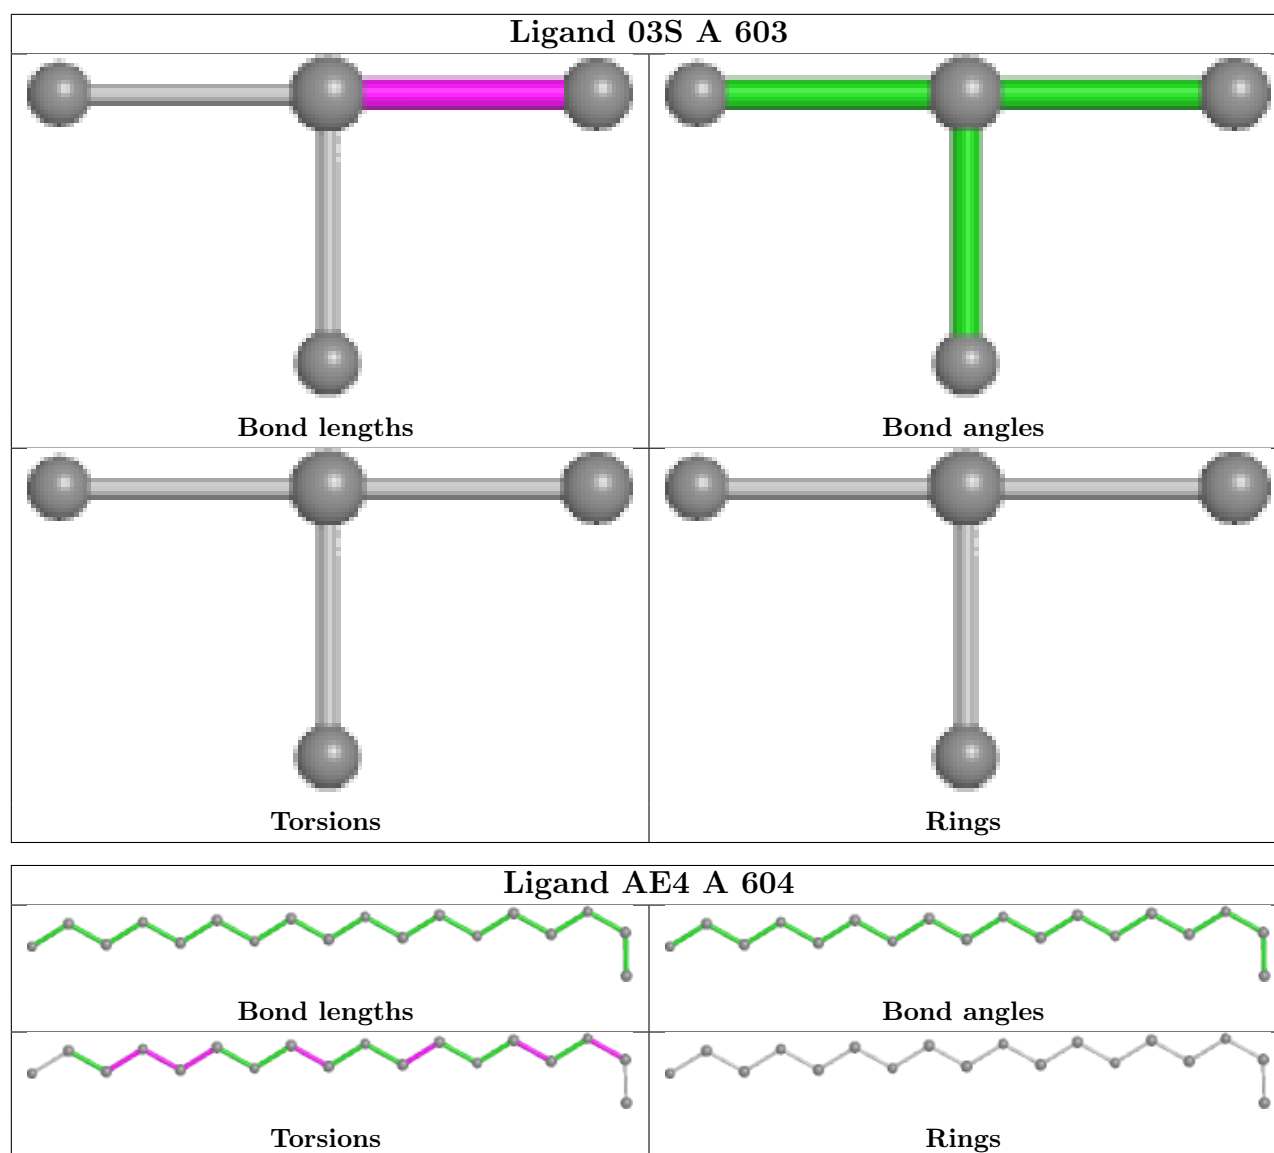 Ligand 03S A 603
Bond lengths
Bond angles
Torsions
Rings
Ligand AE4 A 604
Bond lengths
Bond angles
Torsions
Rings